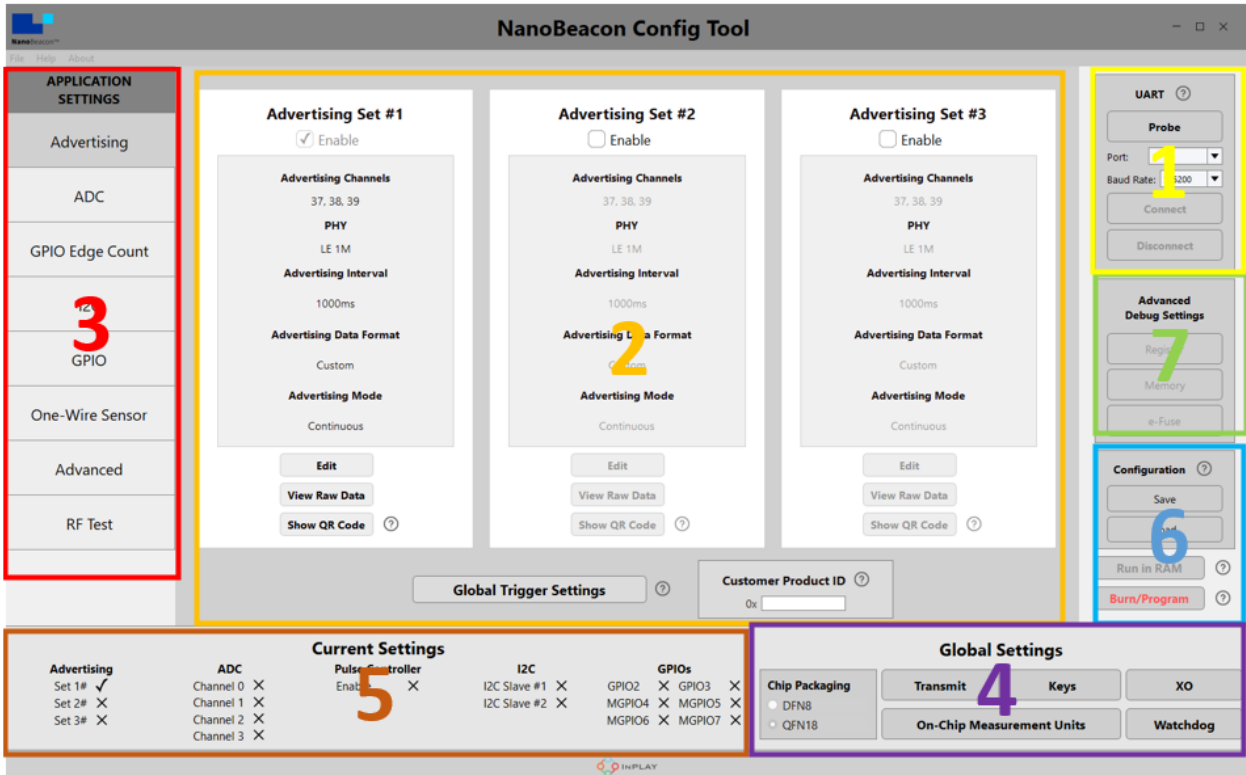 NanoBeacon Config Tool
NanoBeacon™
File Help About
APPLICATION
SETTINGS
Advertising
ADC
GPIO Edge Count
3
GPIO
One-Wire Sensor
Advanced
RF Test
Advertising Set #1
Enable
Advertising Channels
37, 38, 39
PHY
LE 1M
Advertising Interval
1000ms
Advertising Data Format
Custom
Advertising Mode
Continuous
Edit
View Raw Data
Show QR Code ?
Advertising Set #2
Enable
Advertising Channels
37, 38, 39
PHY
LE 1M
Advertising Interval
1000ms
2
Advertising Mode
Continuous
Edit
View Raw Data
Show QR Code ?
Advertising Set #3
Enable
Advertising Channels
37, 38, 39
PHY
LE 1M
Advertising Interval
1000ms
Advertising Data Format
Custom
Advertising Mode
Continuous
Edit
View Raw Data
Show QR Code ?
Global Trigger Settings ?
Customer Product ID ?
0x
UART ?
Probe
Port:
1
Baud Rate:
Connect
Disconnect
Advanced
Debug Settings
7
Memory
e-Fuse
Configuration ?
Save
6
Run in RAM ?
Burn/Program ?
Current Settings
Advertising
Set 1#
Set 2#
Set 3#
ADC
Channel 0
Channel 1
Channel 2
Channel 3
Pulse Controller
5
I2C
I2C Slave #1
I2C Slave #2
GPIOs
GPIO2 GPIO3
MGPIO4 MGPIO5
MGPIO6 MGPIO7
Global Settings
4
Chip Packaging
DFN8
QFN18
Transmit Keys XO
On-Chip Measurement Units Watchdog
INPLAY